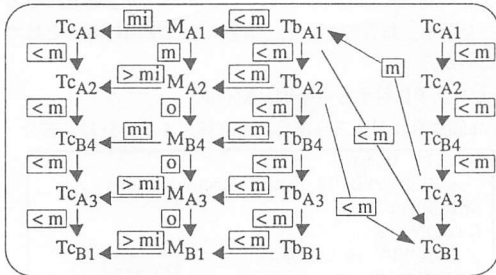 Tc_A1 mi M_A1 < m Tb_A1 Tc_A1
< m m < m m < m
Tc_A2 > mi M_A2 < m Tb_A2 Tc_A2
< m o < m < m < m
Tc_B4 mi M_B4 < m Tb_B4 Tc_B4
< m o < m < m
Tc_A3 > mi M_A3 < m Tb_A3 < m Tc_A3
< m o < m
Tc_B1 > mi M_B1 < m Tb_B1 Tc_B1